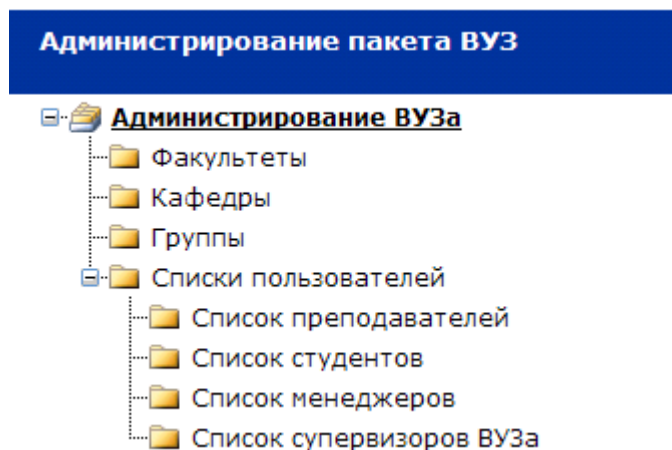 Администрирование пакета ВУЗ
Администрирование ВУЗа
Факультеты
Кафедры
Группы
Списки пользователей
Список преподавателей
Список студентов
Список менеджеров
Список супервизоров ВУЗа